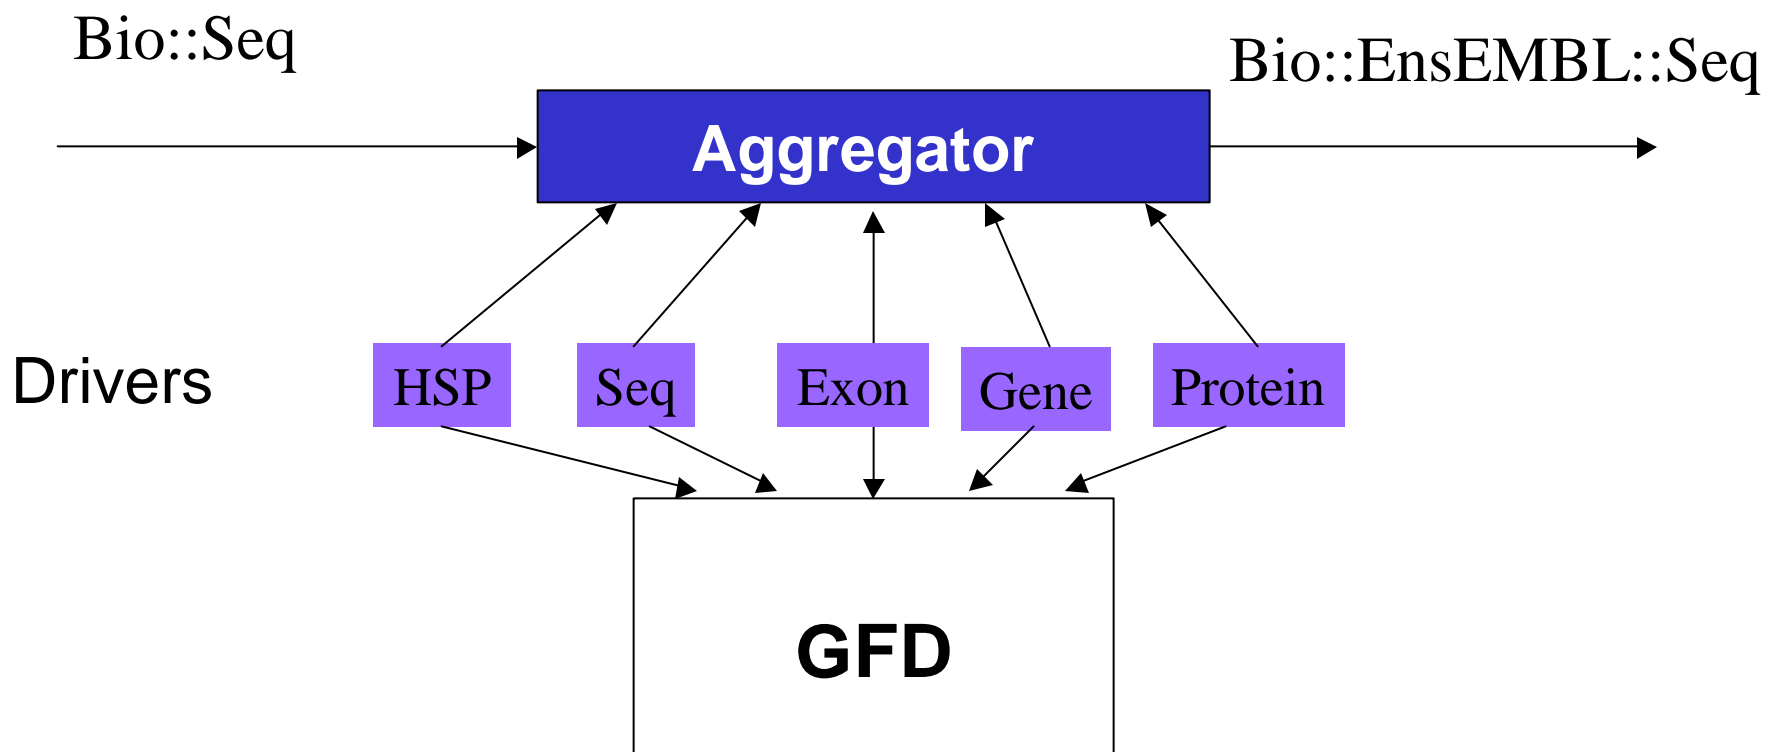 Bio::Seq
Bio::EnsEMBL::Seq
Aggregator
Drivers
HSP
Seq
Exon
Gene
Protein
GFD